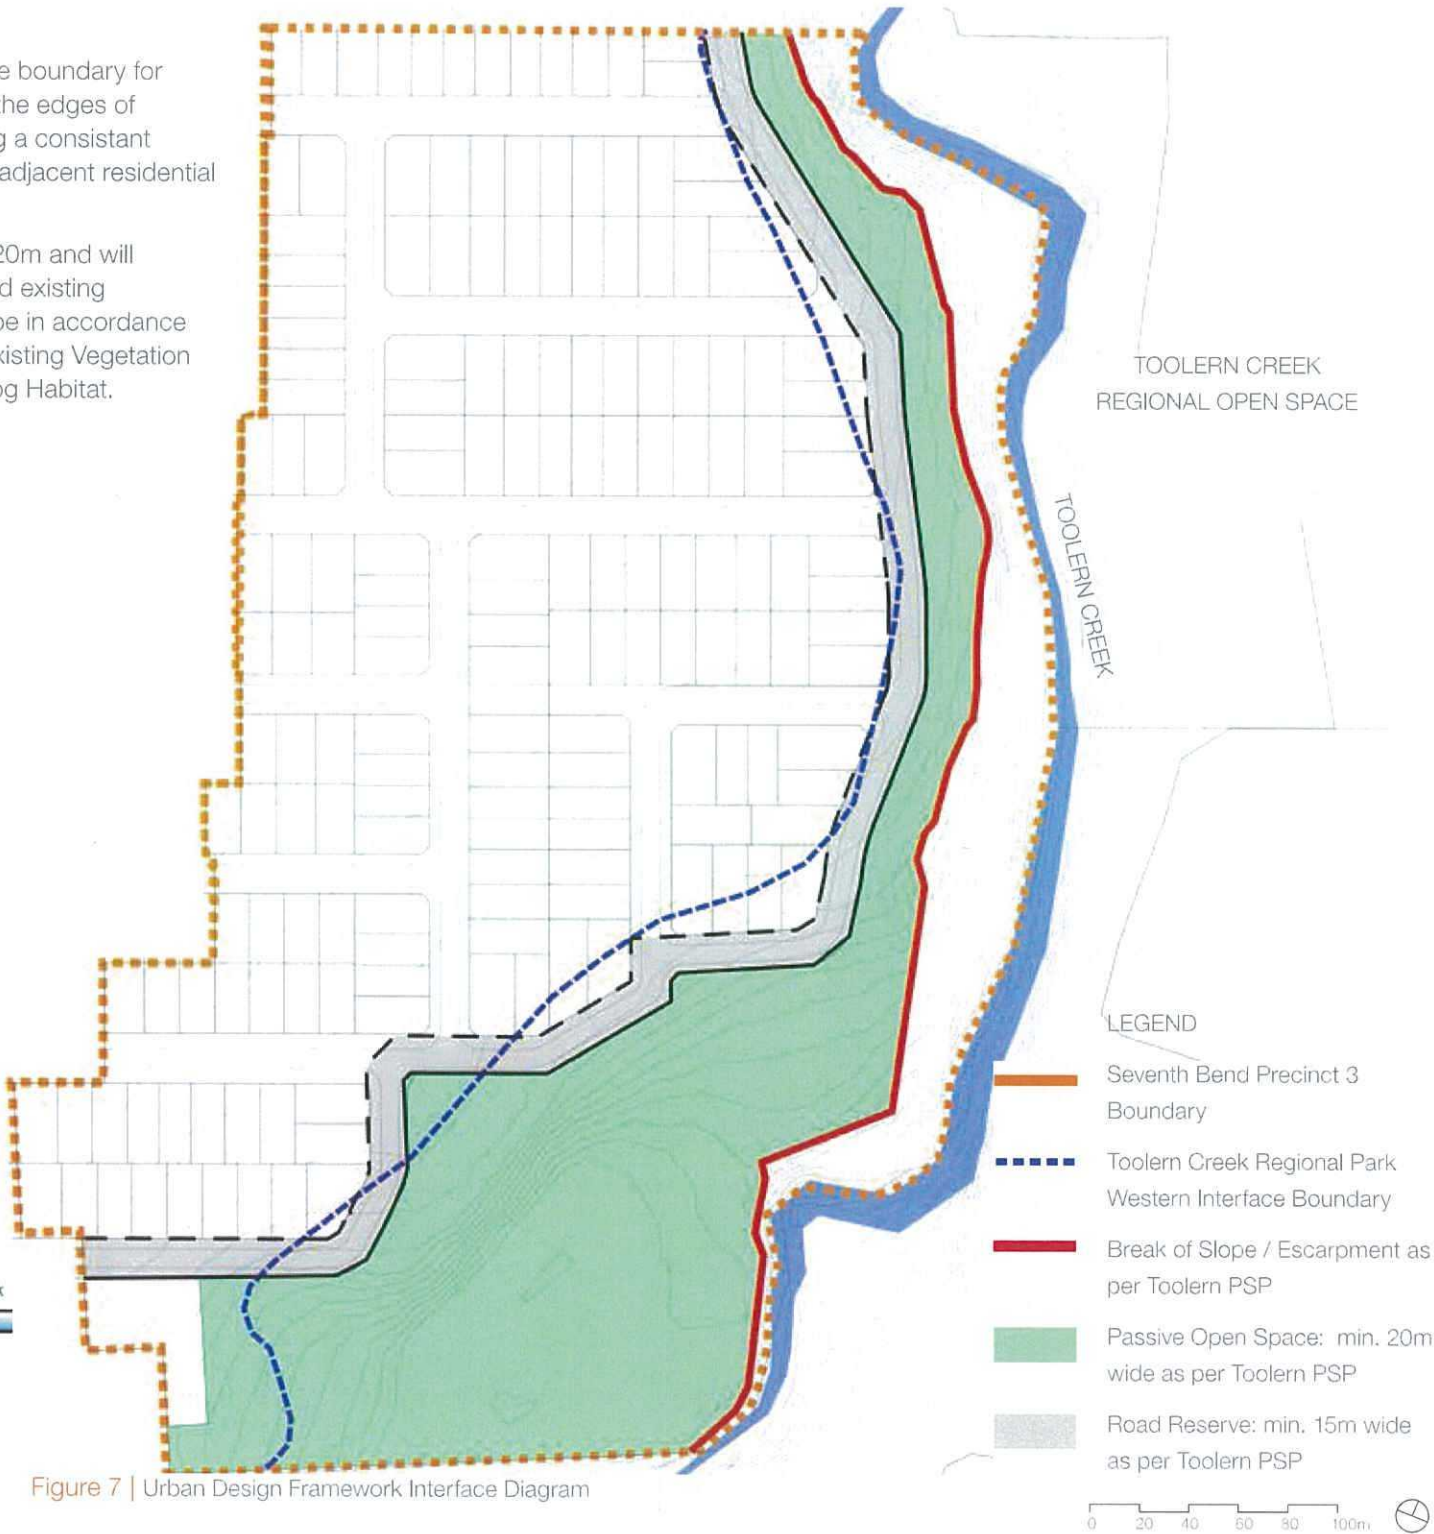 e boundary for
the edges of
g a consistant
adjacent residential
20m and will
d existing
be in accordance
xisting Vegetation
og Habitat.
TOOLERN CREEK
REGIONAL OPEN SPACE
TOOLERN CREEK
LEGEND
Seventh Bend Precinct 3
Boundary
Toolern Creek Regional Park
Western Interface Boundary
Break of Slope / Escarpment as
per Toolern PSP
Passive Open Space: min. 20m
wide as per Toolern PSP
Road Reserve: min. 15m wide
as per Toolern PSP
k
Figure 7 | Urban Design Framework Interface Diagram
0 20 40 60 80 100m